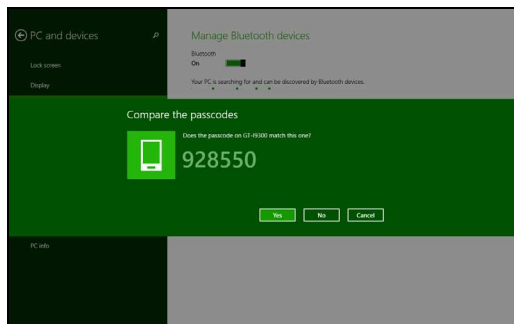 PC and devices
Manage Bluetooth devices
Bluetooth
On
Lock screen
Your PC is searching for and can be discovered by Bluetooth devices.
Display
Compare the passcodes
Does the passcode on GT-I9300 match this one?
928550
Yes No Cancel
PC info